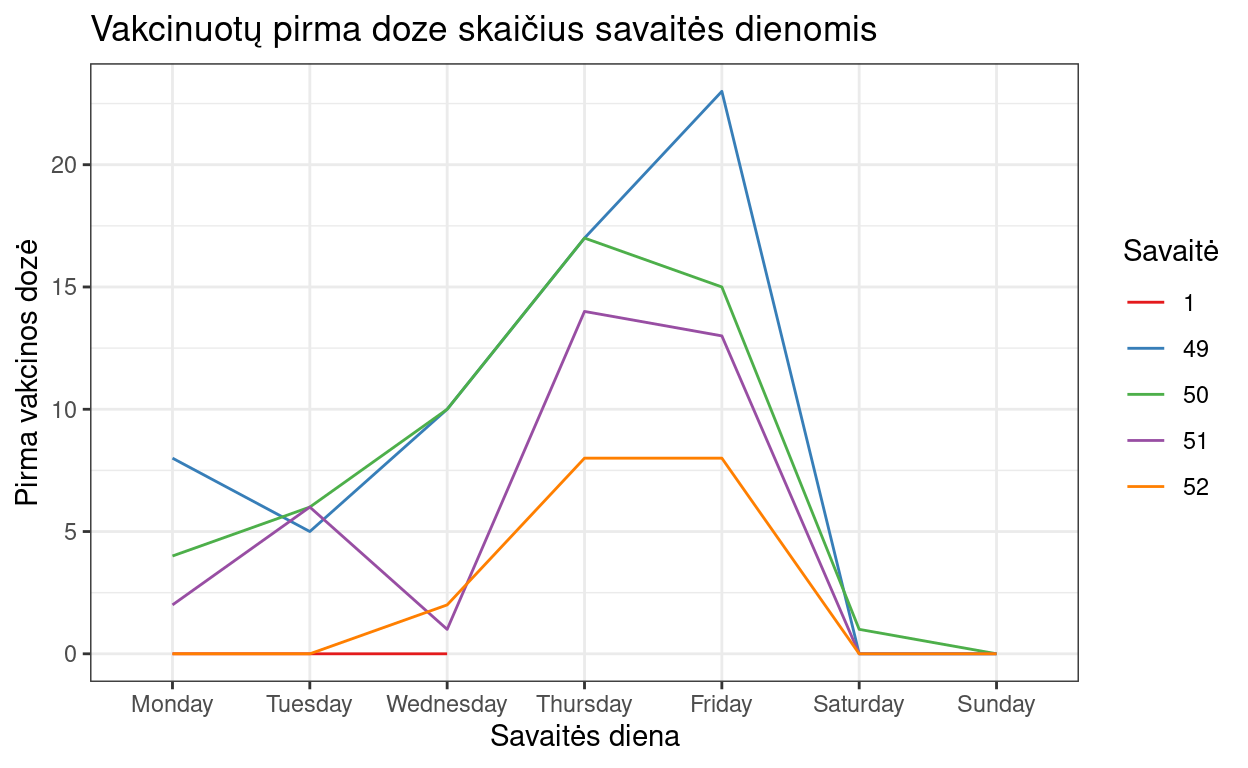 Vakcinuotų pirma doze skaičius savaitės dienomis
Pirma vakcinos dozė
20
15
10
5
0
Monday Tuesday Wednesday Thursday Friday Saturday Sunday
Savaitės diena
Savaitė
1
49
50
51
52